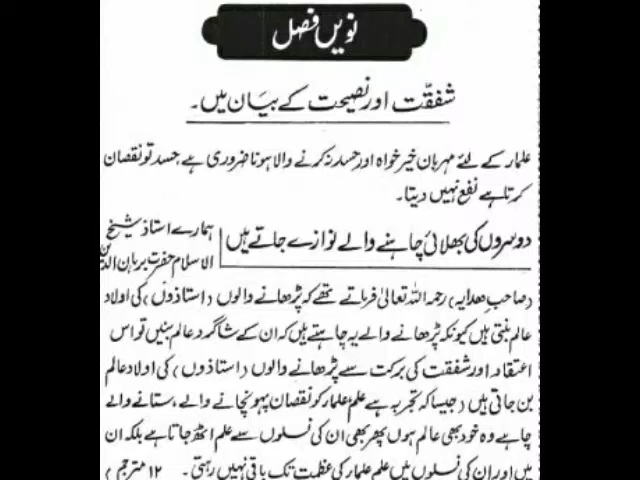 نویں فصل
شفقّت اور نصیحت کے بیان میں۔
علماء کے لئے مہربان خیر خواہ اور حسد نہ کرنے والا ہونا ضروری ہے حسد تو نقصان
کرتا ہے نفع نہیں دیتا۔
دوسروں کی بھلائی چاہنے والے نوازے جاتے ہیں
ہمارے استاذ شیخ
الاسلام حضرت برہان الدین
(صاحب ھدایہ) رحمہ اللہ تعالیٰ فرماتے تھے کہ پڑھانے والوں (استاذوں) کی اولاد
عالم بنتی ہیں کیونکہ پڑھانے والے یہ چاہتے ہیں کہ ان کے شاگرد عالم بنیں تو اس
اعتقاد اور شفقت کی برکت سے پڑھانے والوں (استاذوں) کی اولاد عالم
بن جاتی ہیں (جیسا کہ تجربہ ہے علم علماء کو نقصان پہونچانے والے، ستانے والے
چاہے وہ خود بھی عالم ہوں پھر بھی ان کی نسلوں سے علم اٹھ جاتا ہے بلکہ ان
میں اور ان کی نسلوں میں علم علماء کی عظمت تک باقی نہیں رہتی۔ ۱۲ مترجم)